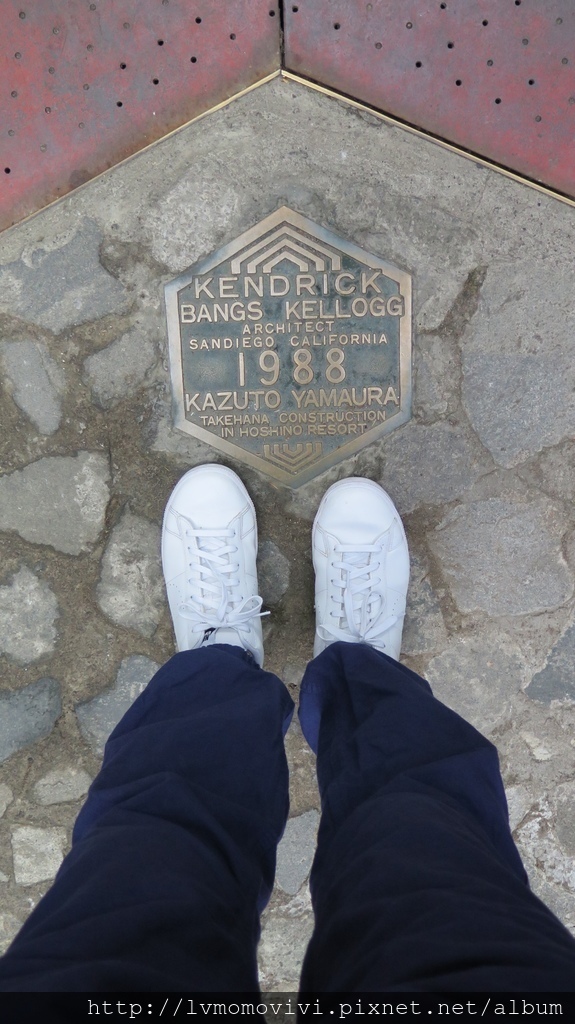 KENDRICK
BANGS KELLOGG
ARCHITECT
SANDIEGO CALIFORNIA
1988
KAZUTO YAMAURA
TAKEHANA CONSTRUCTION
IN HOSHINO RESORT
http://lvmomovivi.pixnet.net/album